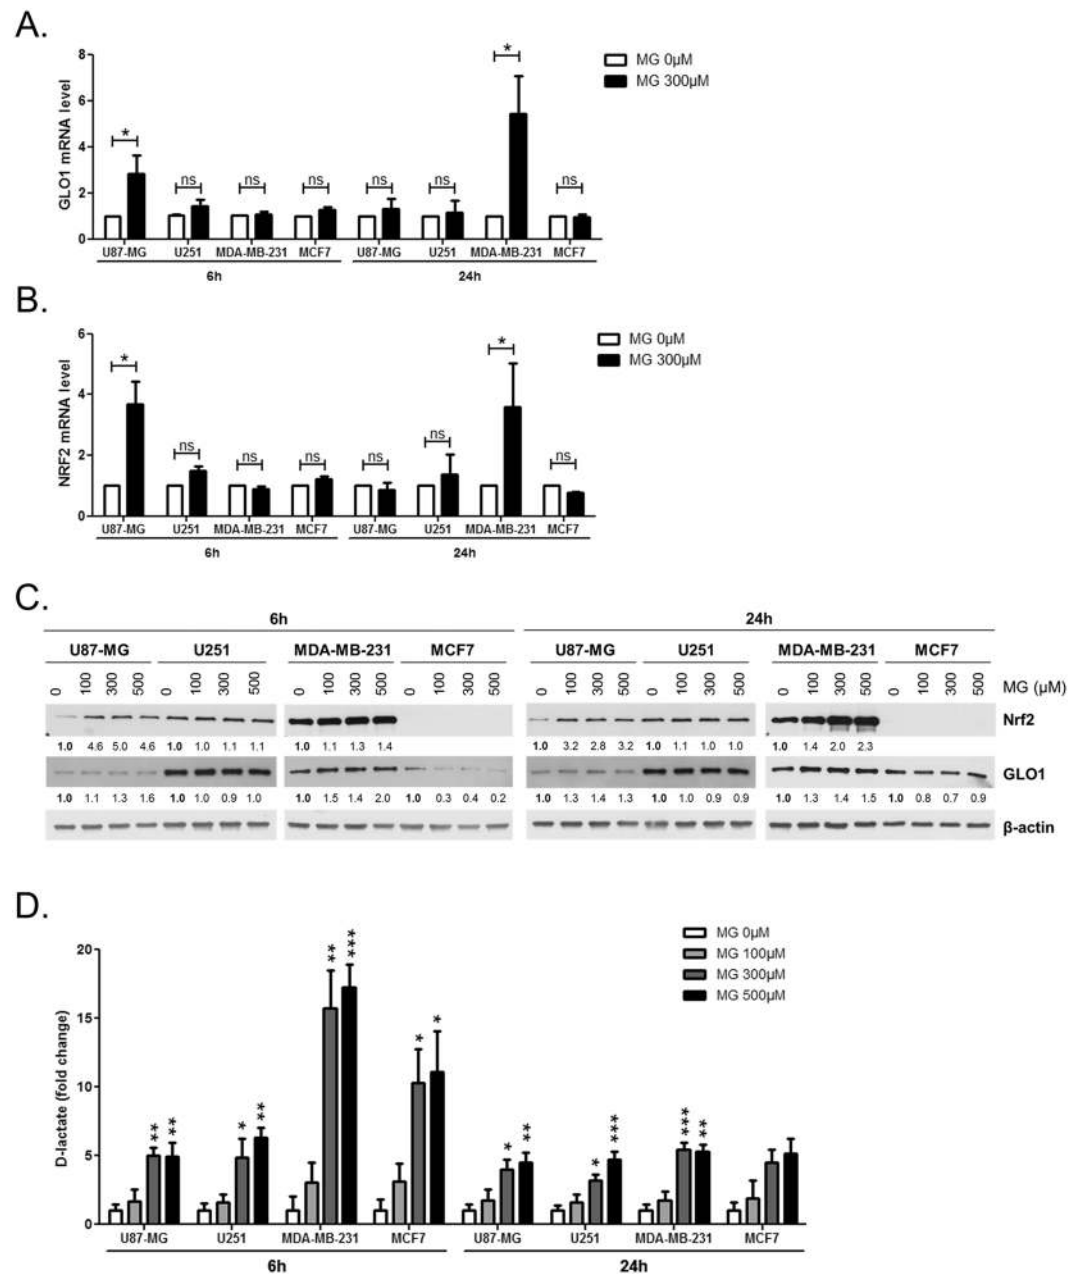 A.
GLO1 mRNA level
8
6
4
2
0
* ns ns ns ns ns * ns
MG 0µM
MG 300µM
U87-MG U251 MDA-MB-231 MCF7 U87-MG U251 MDA-MB-231 MCF7
6h 24h
B.
NRF2 mRNA level
6
4
2
0
* ns ns ns ns ns * ns
MG 0µM
MG 300µM
U87-MG U251 MDA-MB-231 MCF7 U87-MG U251 MDA-MB-231 MCF7
6h 24h
C.
6h 24h
U87-MG U251 MDA-MB-231 MCF7 U87-MG U251 MDA-MB-231 MCF7
0 100 300 500 0 100 300 500 0 100 300 500 0 100 300 500 0 100 300 500 0 100 300 500 0 100 300 500 0 100 300 500 MG (µM)
Nrf2
1.0 4.6 5.0 4.6 1.0 1.0 1.1 1.1 1.0 1.1 1.3 1.4 1.0 3.2 2.8 3.2 1.0 1.1 1.0 1.0 1.0 1.4 2.0 2.3
GLO1
1.0 1.1 1.3 1.6 1.0 1.0 0.9 1.0 1.0 1.5 1.4 2.0 1.0 0.3 0.4 0.2 1.0 1.3 1.4 1.3 1.0 1.0 0.9 0.9 1.0 1.3 1.4 1.5 1.0 0.8 0.7 0.9
β-actin
D.
D-lactate (fold change)
20
15
10
5
0
** ** * ** ** *** * * * ** * *** *** **
MG 0µM
MG 100µM
MG 300µM
MG 500µM
U87-MG U251 MDA-MB-231 MCF7 U87-MG U251 MDA-MB-231 MCF7
6h 24h